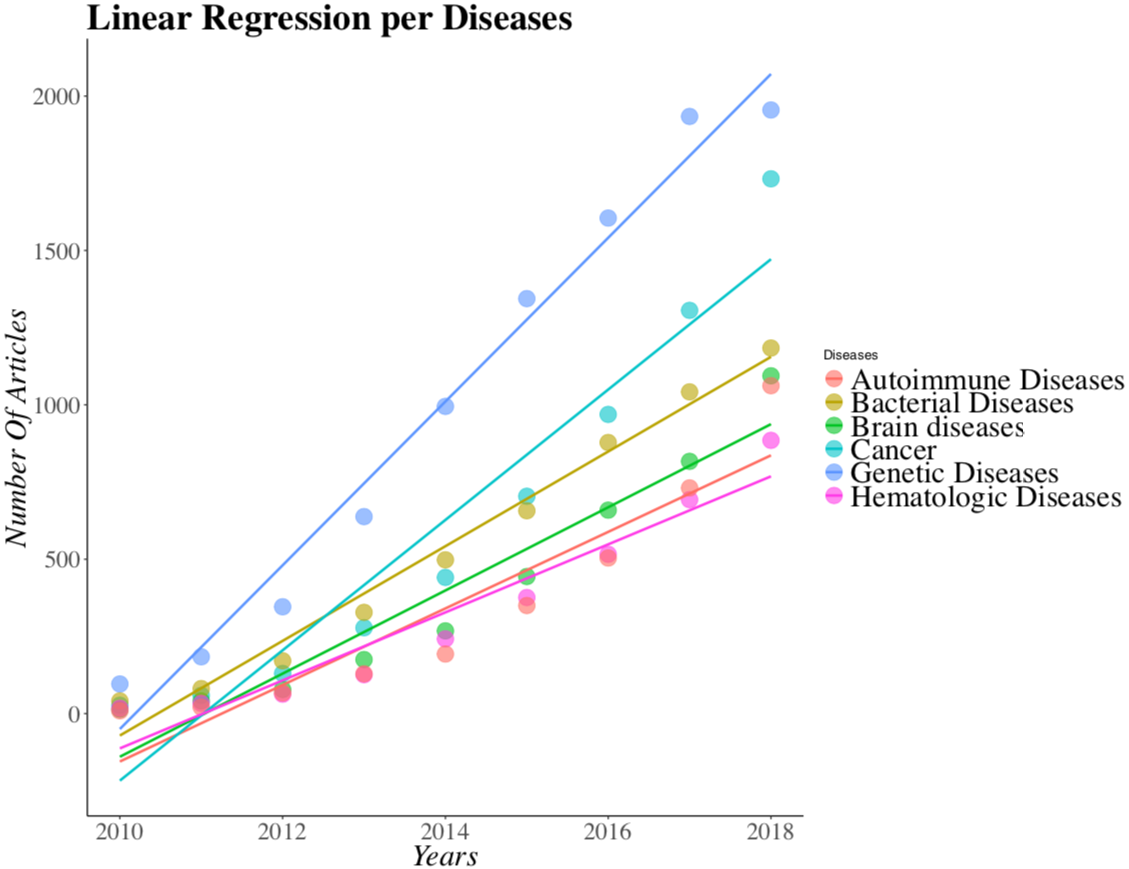 Linear Regression per Diseases
Number Of Articles
2000
1500
1000
500
0
2010 2012 2014 2016 2018
Years
Diseases
Autoimmune Diseases
Bacterial Diseases
Brain diseases
Cancer
Genetic Diseases
Hematologic Diseases